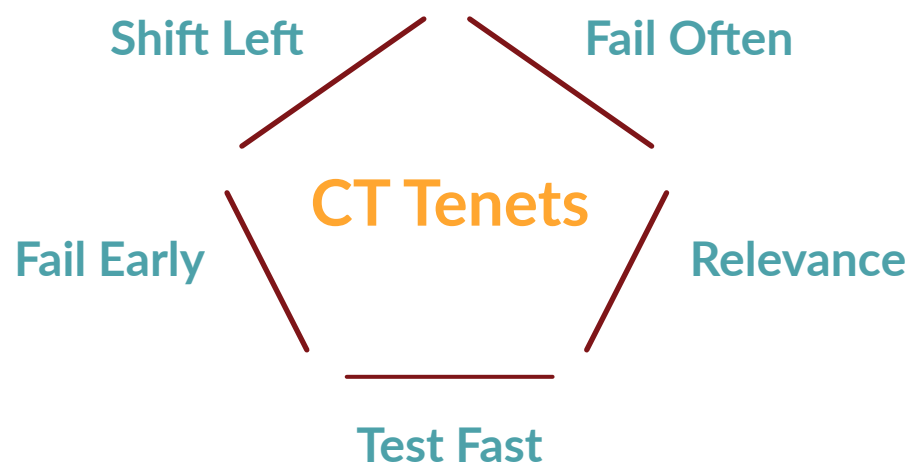 Shift Left
Fail Often
CT Tenets
Fail Early
Relevance
Test Fast